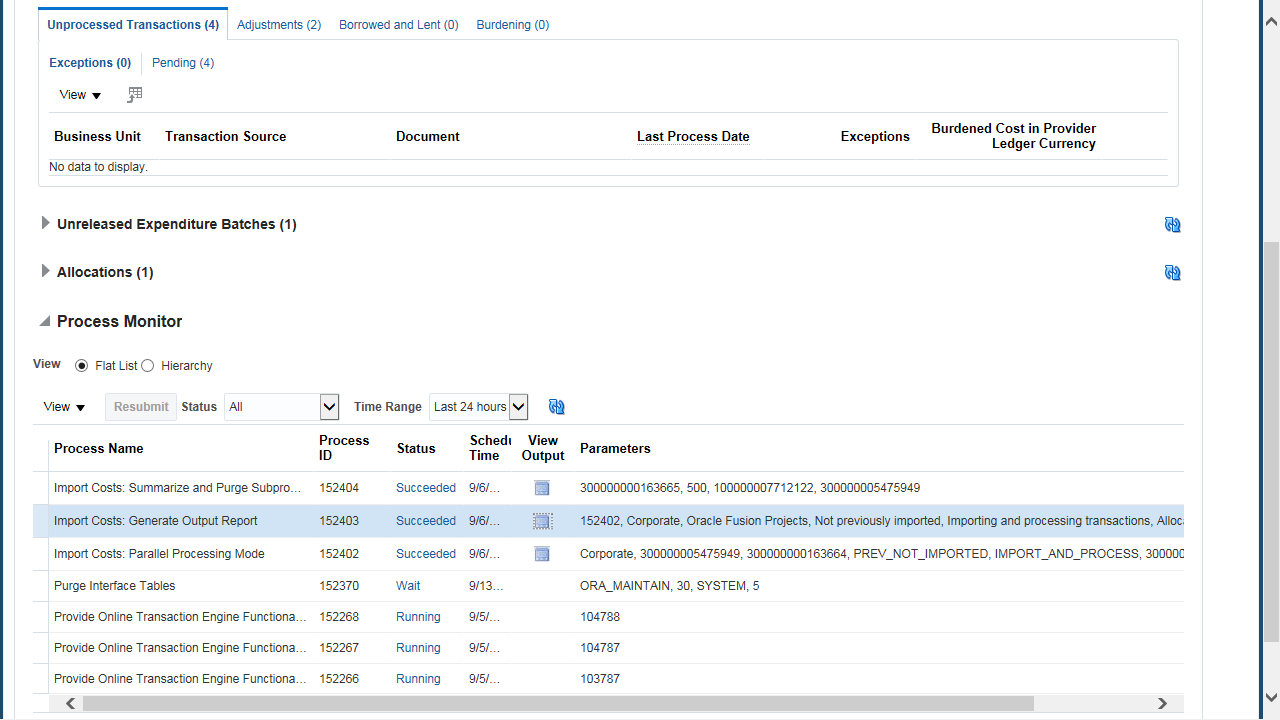 Unprocessed Transactions (4) Adjustments (2) Borrowed and Lent (0) Burdening (0)
Exceptions (0) Pending (4)
View
Business Unit Transaction Source Document Last Process Date Exceptions Burdened Cost in Provider
Ledger Currency
No data to display.
Unreleased Expenditure Batches (1)
Allocations (1)
Process Monitor
View Flat List Hierarchy
View Resubmit Status All Time Range Last 24 hours
Process Name Process ID Status Schedu Time View Output Parameters
Import Costs: Summarize and Purge Subpro... 152404 Succeeded 9/6/... 300000000163665, 500, 100000007712122, 300000005475949
Import Costs: Generate Output Report 152403 Succeeded 9/6/... 152402, Corporate, Oracle Fusion Projects, Not previously imported, Importing and processing transactions, Alloc
Import Costs: Parallel Processing Mode 152402 Succeeded 9/6/... Corporate, 300000005475949, 300000000163664, PREV_NOT_IMPORTED, IMPORT_AND_PROCESS, 300000
Purge Interface Tables 152370 Wait 9/13... ORA_MAINTAIN, 30, SYSTEM, 5
Provide Online Transaction Engine Functiona... 152268 Running 9/5/... 104788
Provide Online Transaction Engine Functiona... 152267 Running 9/5/... 104787
Provide Online Transaction Engine Functiona... 152266 Running 9/5/... 103787